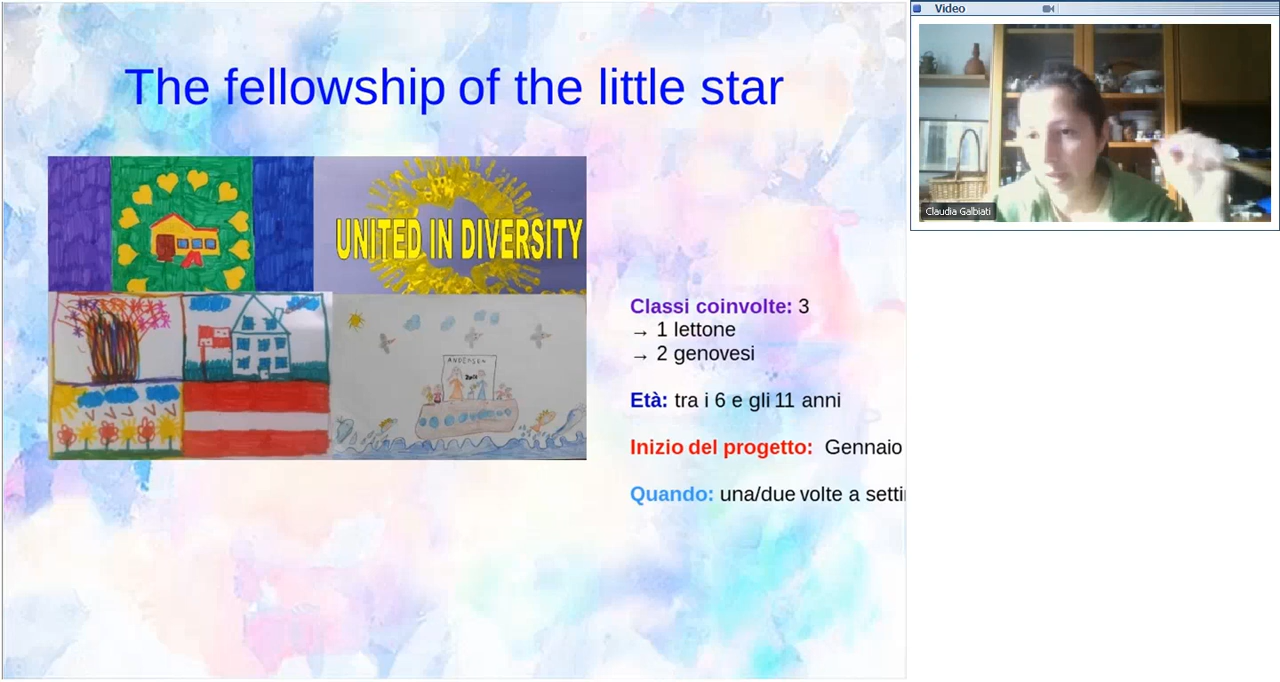 Video
The fellowship of the little star
UNITED IN DIVERSITY
ANDERSEN
Claudia Galbiati
Classi coinvolte: 3
→ 1 lettone
→ 2 genovesi
Età: tra i 6 e gli 11 anni
Inizio del progetto: Gennaio
Quando: una/due volte a setti